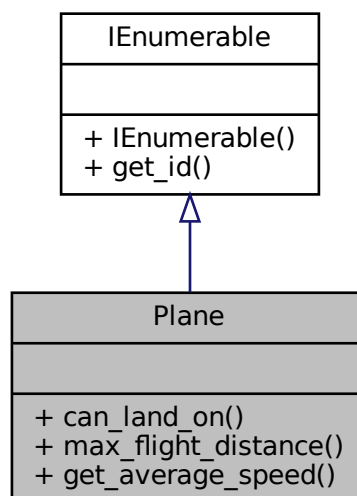 IEnumerable
+ IEnumerable()
+ get_id()
Plane
+ can_land_on()
+ max_flight_distance()
+ get_average_speed()